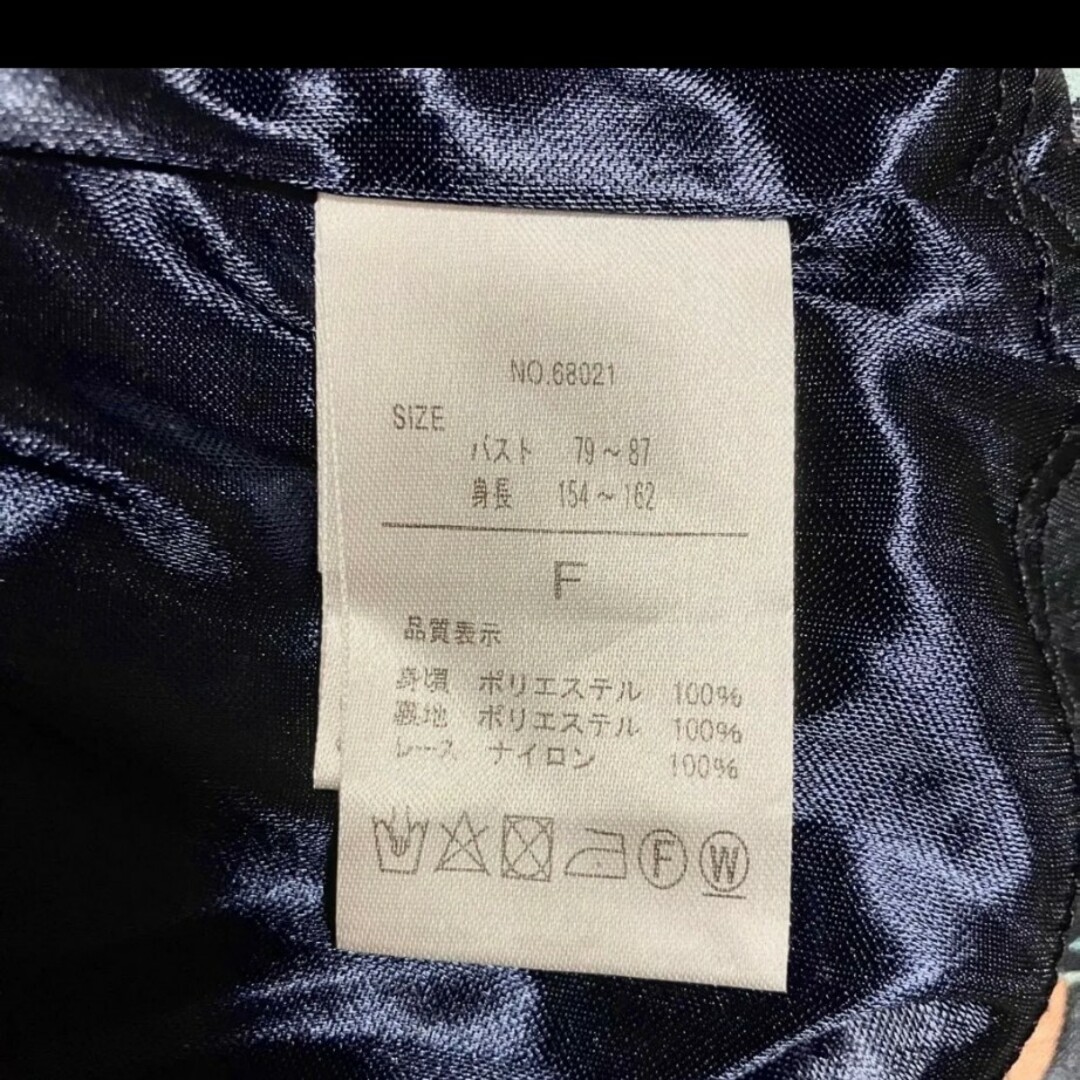 NO.68021
SIZE
バスト 79～87
身長 154～162
F
品質表示
身頃 ポリエステル 100%
裏地 ポリエステル 100%
レース ナイロン 100%
F W